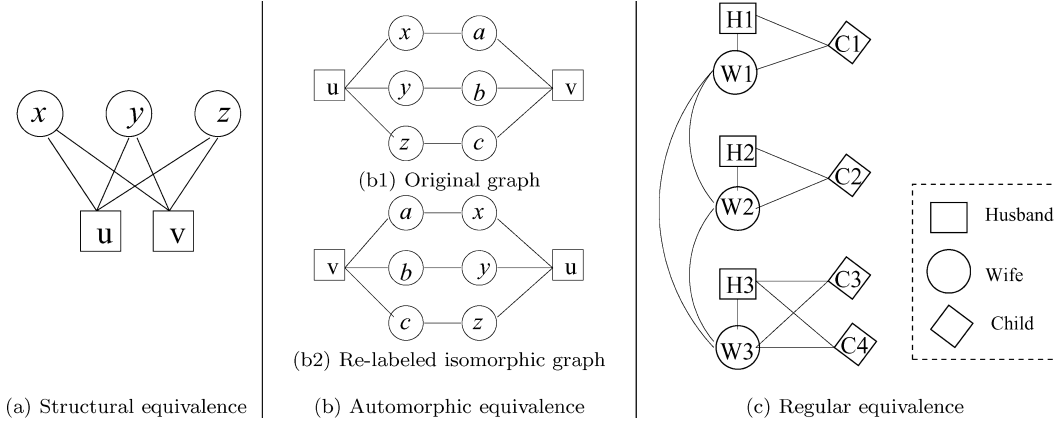 x y z
u v
(a) Structural equivalence
x a
u y b v
z c
(b1) Original graph
a x
v b y u
c z
(b2) Re-labeled isomorphic graph
(b) Automorphic equivalence
H1
C1
W1
H2
C2
W2
H3 C3
W3 C4
Husband
Wife
Child
(c) Regular equivalence